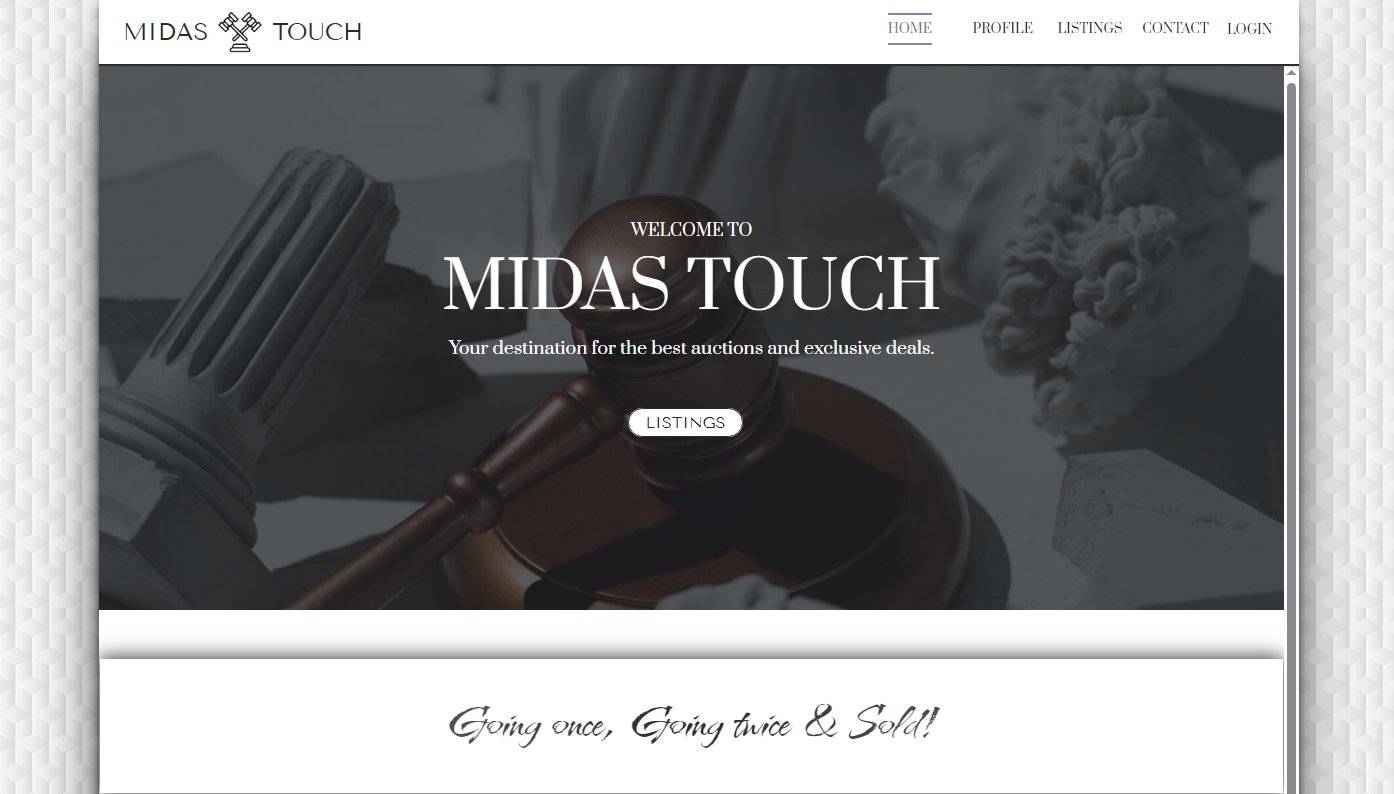 MIDAS TOUCH
HOME PROFILE LISTINGS CONTACT LOGIN
WELCOME TO
MIDAS TOUCH
Your destination for the best auctions and exclusive deals.
LISTINGS
Going once, Going twice & Sold!